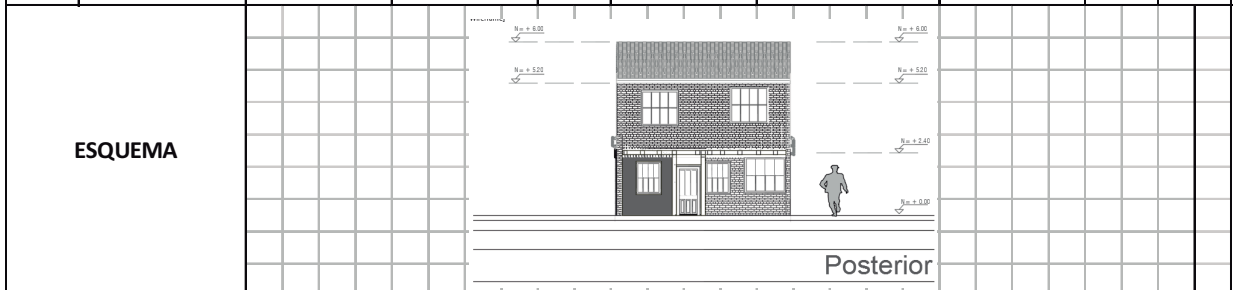 N= + 6.00
N= + 6.00
N= + 5.20
N= + 5.20
ESQUEMA
N= + 2.40
N= + 0.00
Posterior